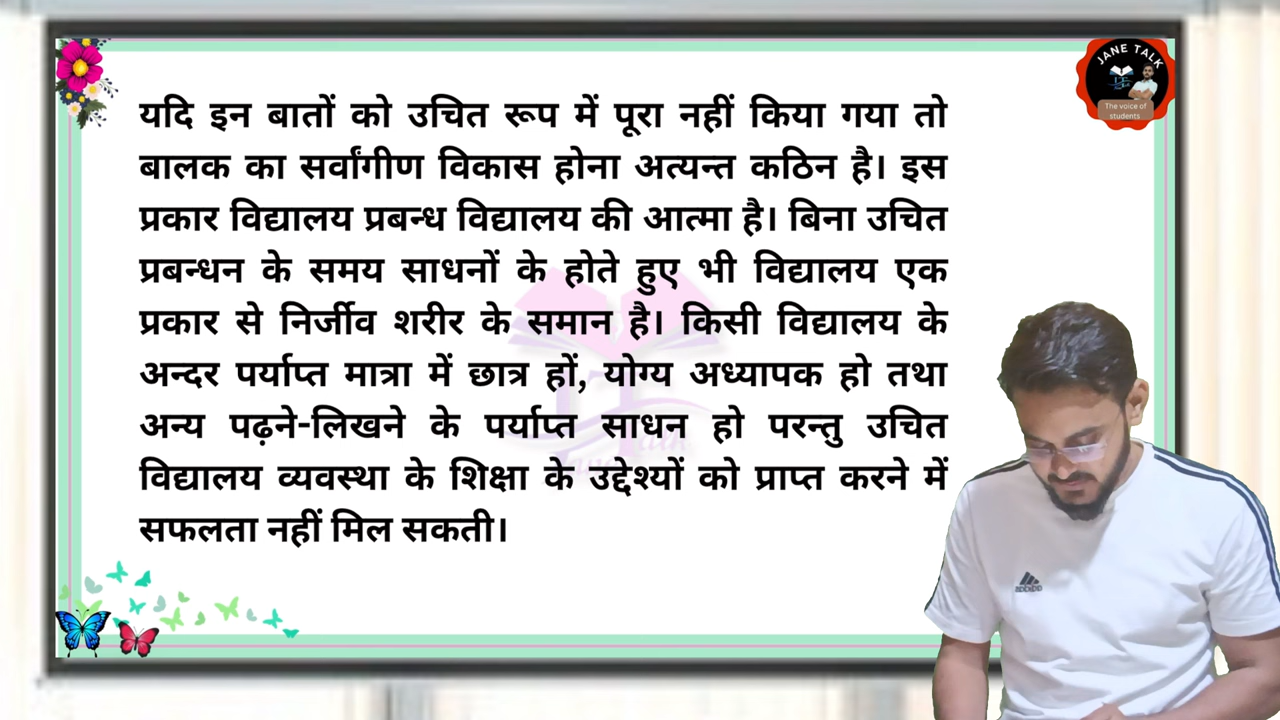 यदि इन बातों को उचित रूप में पूरा नहीं किया गया तो
बालक का सर्वांगीण विकास होना अत्यन्त कठिन है। इस
प्रकार विद्यालय प्रबन्ध विद्यालय की आत्मा है। बिना उचित
प्रबन्धन के समय साधनों के होते हुए भी विद्यालय एक
प्रकार से निर्जीव शरीर के समान है। किसी विद्यालय के
अन्दर पर्याप्त मात्रा में छात्र हों, योग्य अध्यापक हो तथा
अन्य पढ़ने-लिखने के पर्याप्त साधन हो परन्तु उचित
विद्यालय व्यवस्था के शिक्षा के उद्देश्यों को प्राप्त करने में
सफलता नहीं मिल सकती।
JANE TALK
The voice of
students
adidas